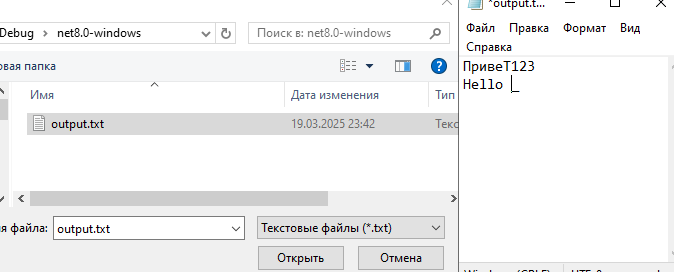 Debug
net8.0-windows
Поиск в: net8.0-windows
овая папка
Имя
Дата изменения
Тип
output.txt
19.03.2025 23:42
Текс
я файла:
output.txt
Текстовые файлы (*.txt)
Открыть
Отмена
*output.t...
Файл Правка Формат Вид
Справка
ПривеТ123
Hello